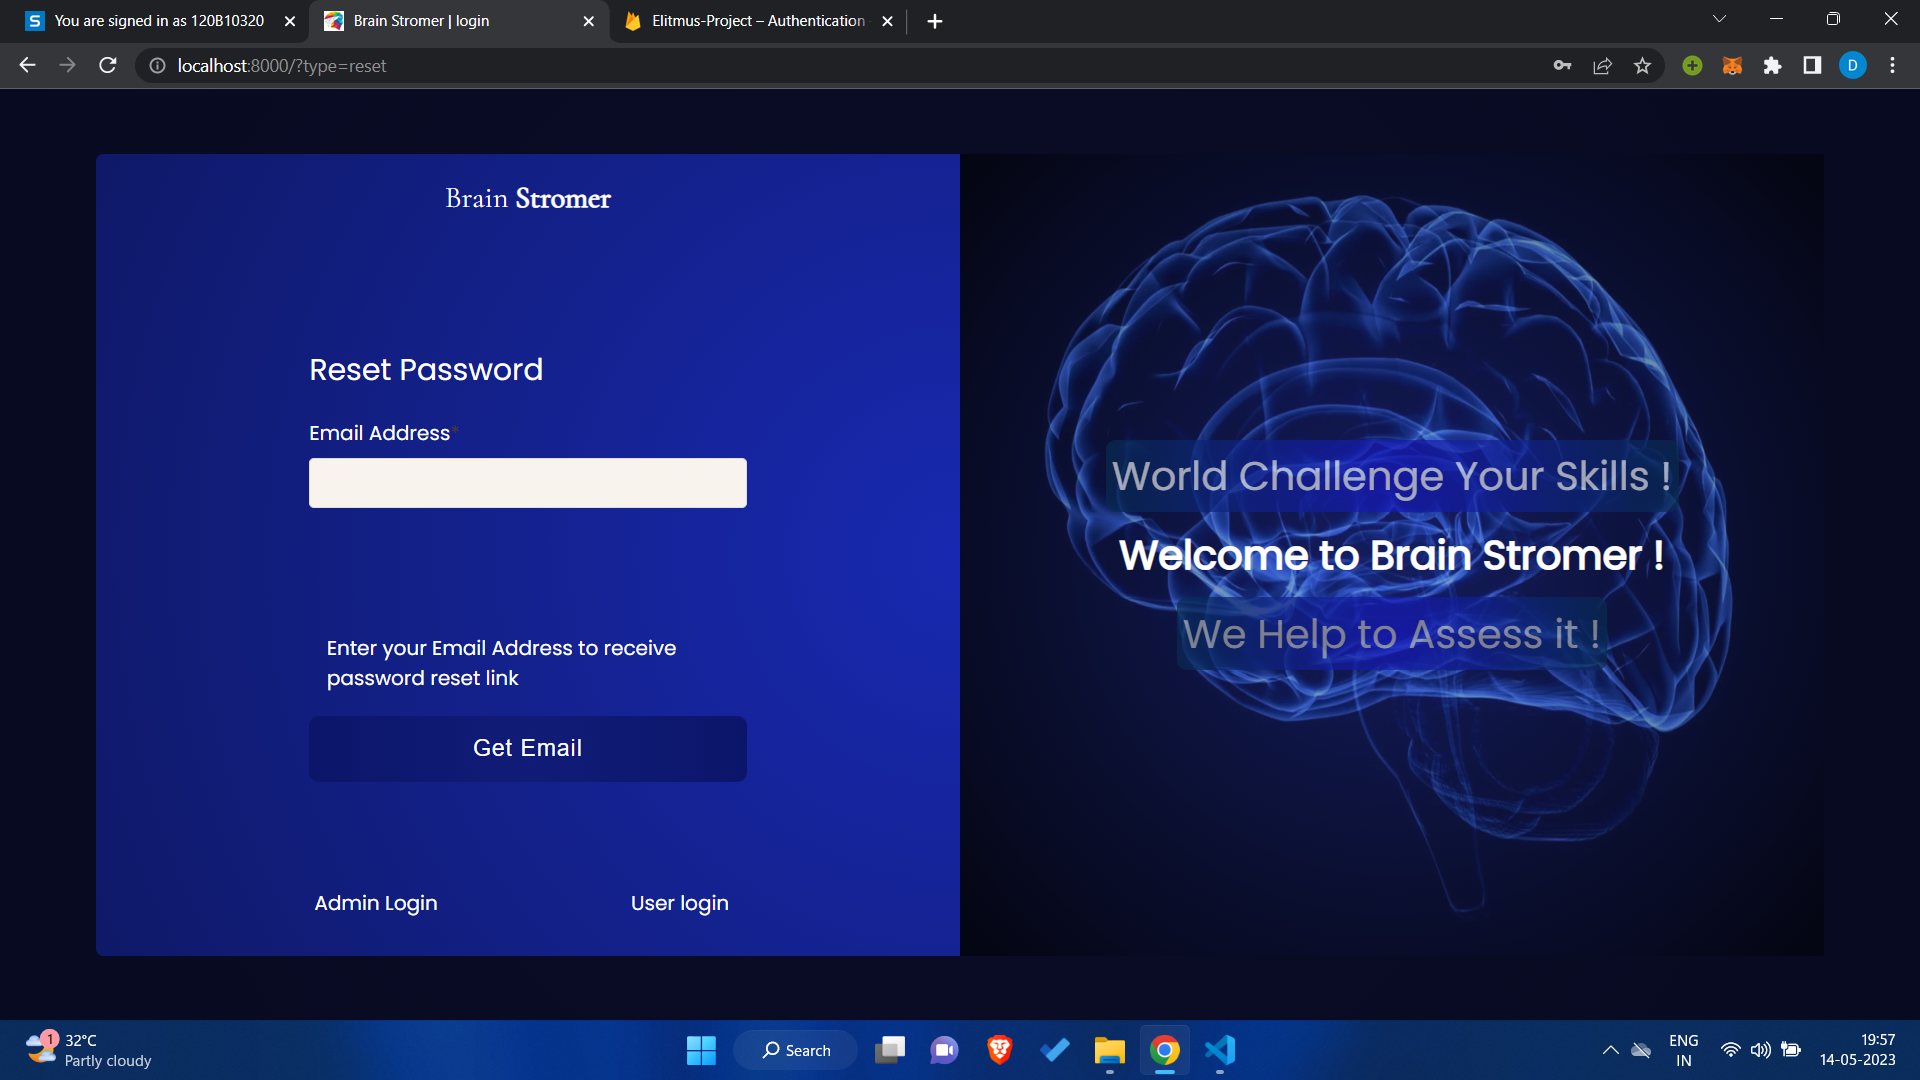 You are signed in as 120B10320
Brain Stromer | login
Elitmus-Project – Authentication
localhost:8000/?type=reset
D
Brain Stromer
Reset Password
Email Address*
Enter your Email Address to receive
password reset link
Get Email
Admin Login
User login
World Challenge Your Skills !
Welcome to Brain Stromer !
We Help to Assess it !
1
32°C
Partly cloudy
Search
ENG
IN
19:57
14-05-2023